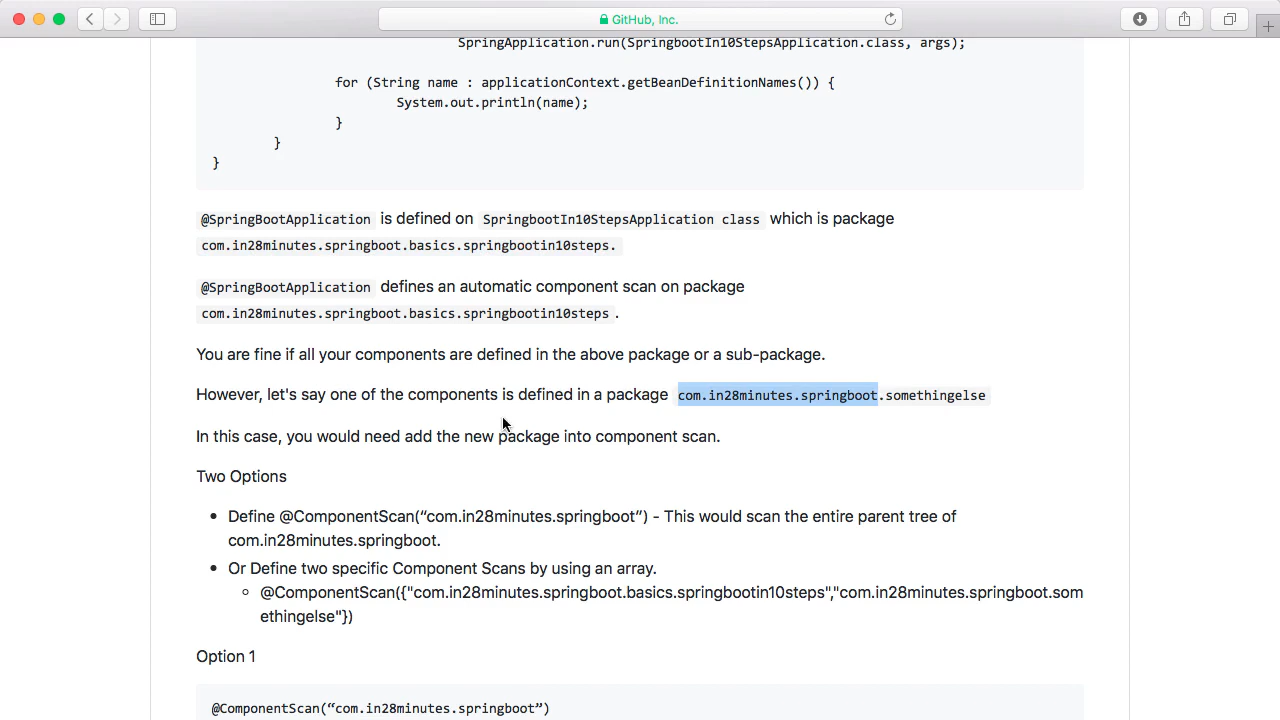 GitHub, Inc.
SpringApplication.run(SpringbootIn10StepsApplication.class, args);
for (String name : applicationContext.getBeanDefinitionNames()) {
System.out.println(name);
}
}
}
@SpringBootApplication is defined on SpringbootIn10StepsApplication class which is package
com.in28minutes.springboot.basics.springbootin10steps.
@SpringBootApplication defines an automatic component scan on package
com.in28minutes.springboot.basics.springbootin10steps .
You are fine if all your components are defined in the above package or a sub-package.
However, let's say one of the components is defined in a package com.in28minutes.springboot.somethingelse
In this case, you would need add the new package into component scan.
Two Options
• Define @ComponentScan(“com.in28minutes.springboot”) - This would scan the entire parent tree of
com.in28minutes.springboot.
• Or Define two specific Component Scans by using an array.
◦ @ComponentScan({"com.in28minutes.springboot.basics.springbootin10steps","com.in28minutes.springboot.som
ethingelse"})
Option 1
@ComponentScan(“com.in28minutes.springboot”)